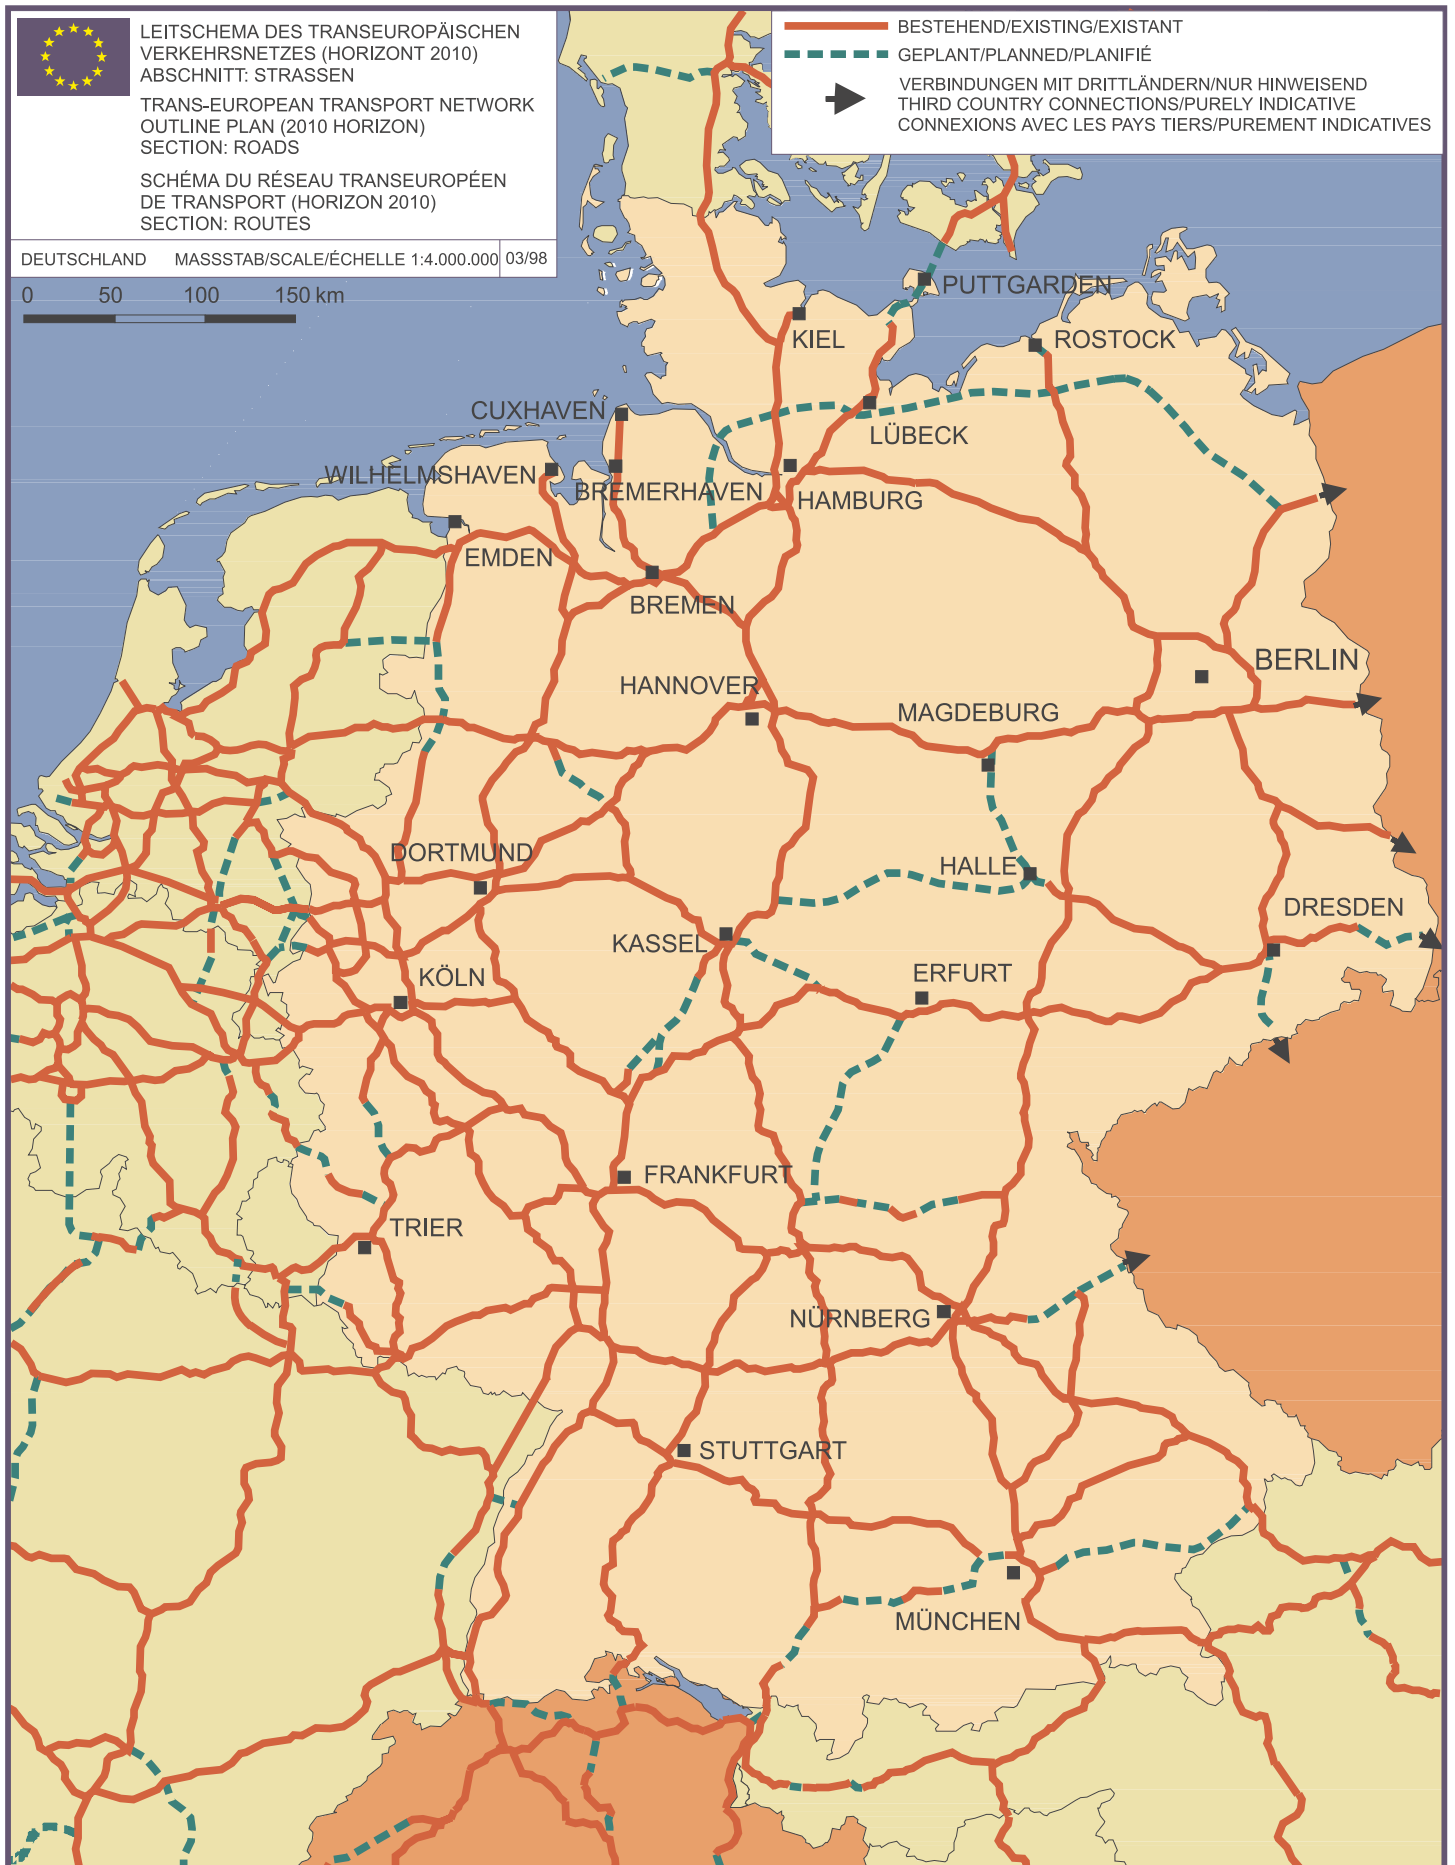 LEITSCHEMA DES TRANSEUROPÄISCHEN
VERKEHRSNETZES (HORIZONT 2010)
ABSCHNITT: STRASSEN
TRANS-EUROPEAN TRANSPORT NETWORK
OUTLINE PLAN (2010 HORIZON)
SECTION: ROADS
SCHÉMA DU RÉSEAU TRANSEUROPÉEN
DE TRANSPORT (HORIZON 2010)
SECTION: ROUTES
DEUTSCHLAND MASSSTAB/SCALE/ÉCHELLE 1:4.000.000 03/98
0 50 100 150 km
BESTEHEND/EXISTING/EXISTANT
GEPLANT/PLANNED/PLANIFIÉ
VERBINDUNGEN MIT DRITTLÄNDERN/NUR HINWEISEND
THIRD COUNTRY CONNECTIONS/PURELY INDICATIVE
CONNEXIONS AVEC LES PAYS TIERS/PUREMENT INDICATIVES
PUTTGARDEN
KIEL
ROSTOCK
CUXHAVEN
LÜBECK
WILHELMSHAVEN
BREMERHAVEN
HAMBURG
EMDEN
BREMEN
BERLIN
HANNOVER
MAGDEBURG
DORTMUND
HALLE
DRESDEN
KASSEL
KÖLN
ERFURT
FRANKFURT
TRIER
NÜRNBERG
STUTTGART
MÜNCHEN